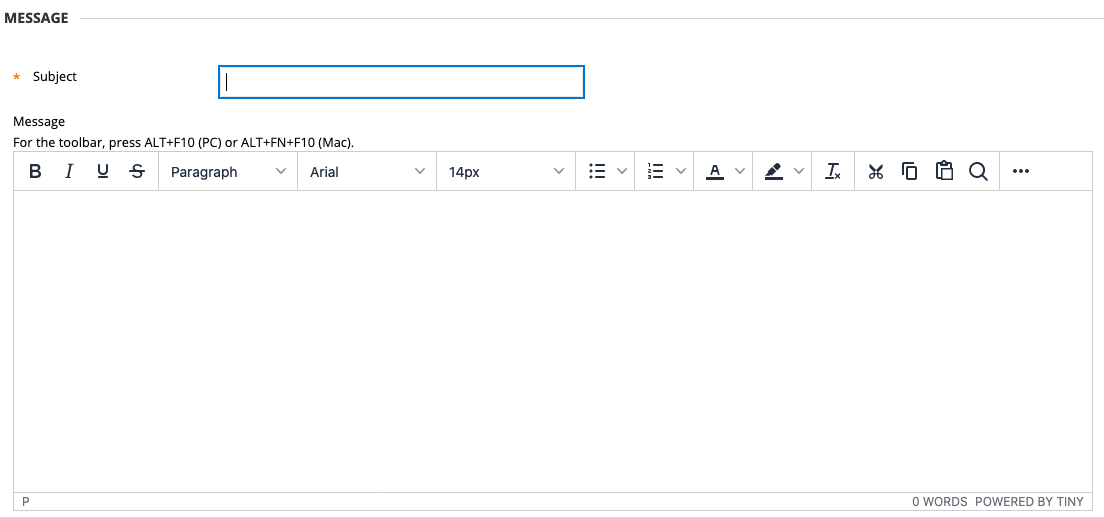 MESSAGE
* Subject
Message
For the toolbar, press ALT+F10 (PC) or ALT+FN+F10 (Mac).
B I U S Paragraph Arial 14px A
P 0 WORDS POWERED BY TINY